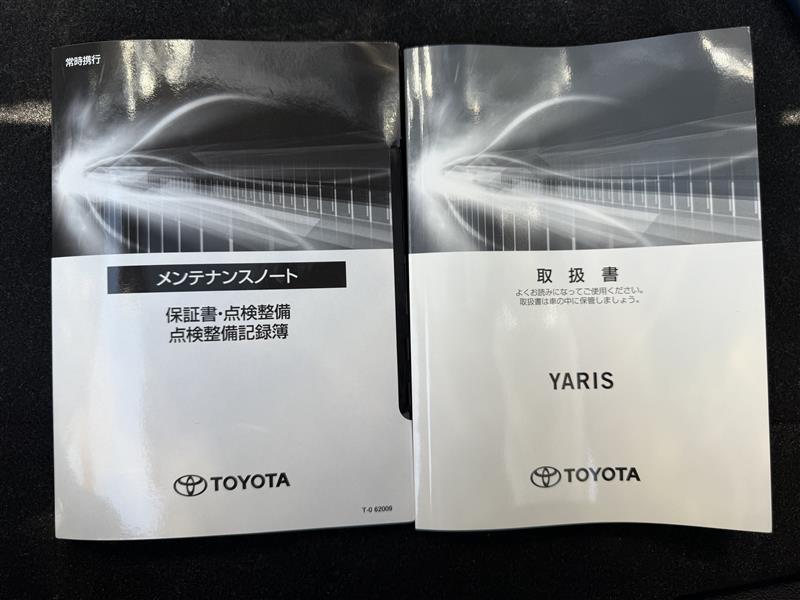 常時携行
メンテナンスノート
保証書・点検整備
点検整備記録簿
TOYOTA
T-0 62009
取扱書
よくお読みになってご使用ください。
取扱書は車の中に保管しましょう。
YARIS
TOYOTA